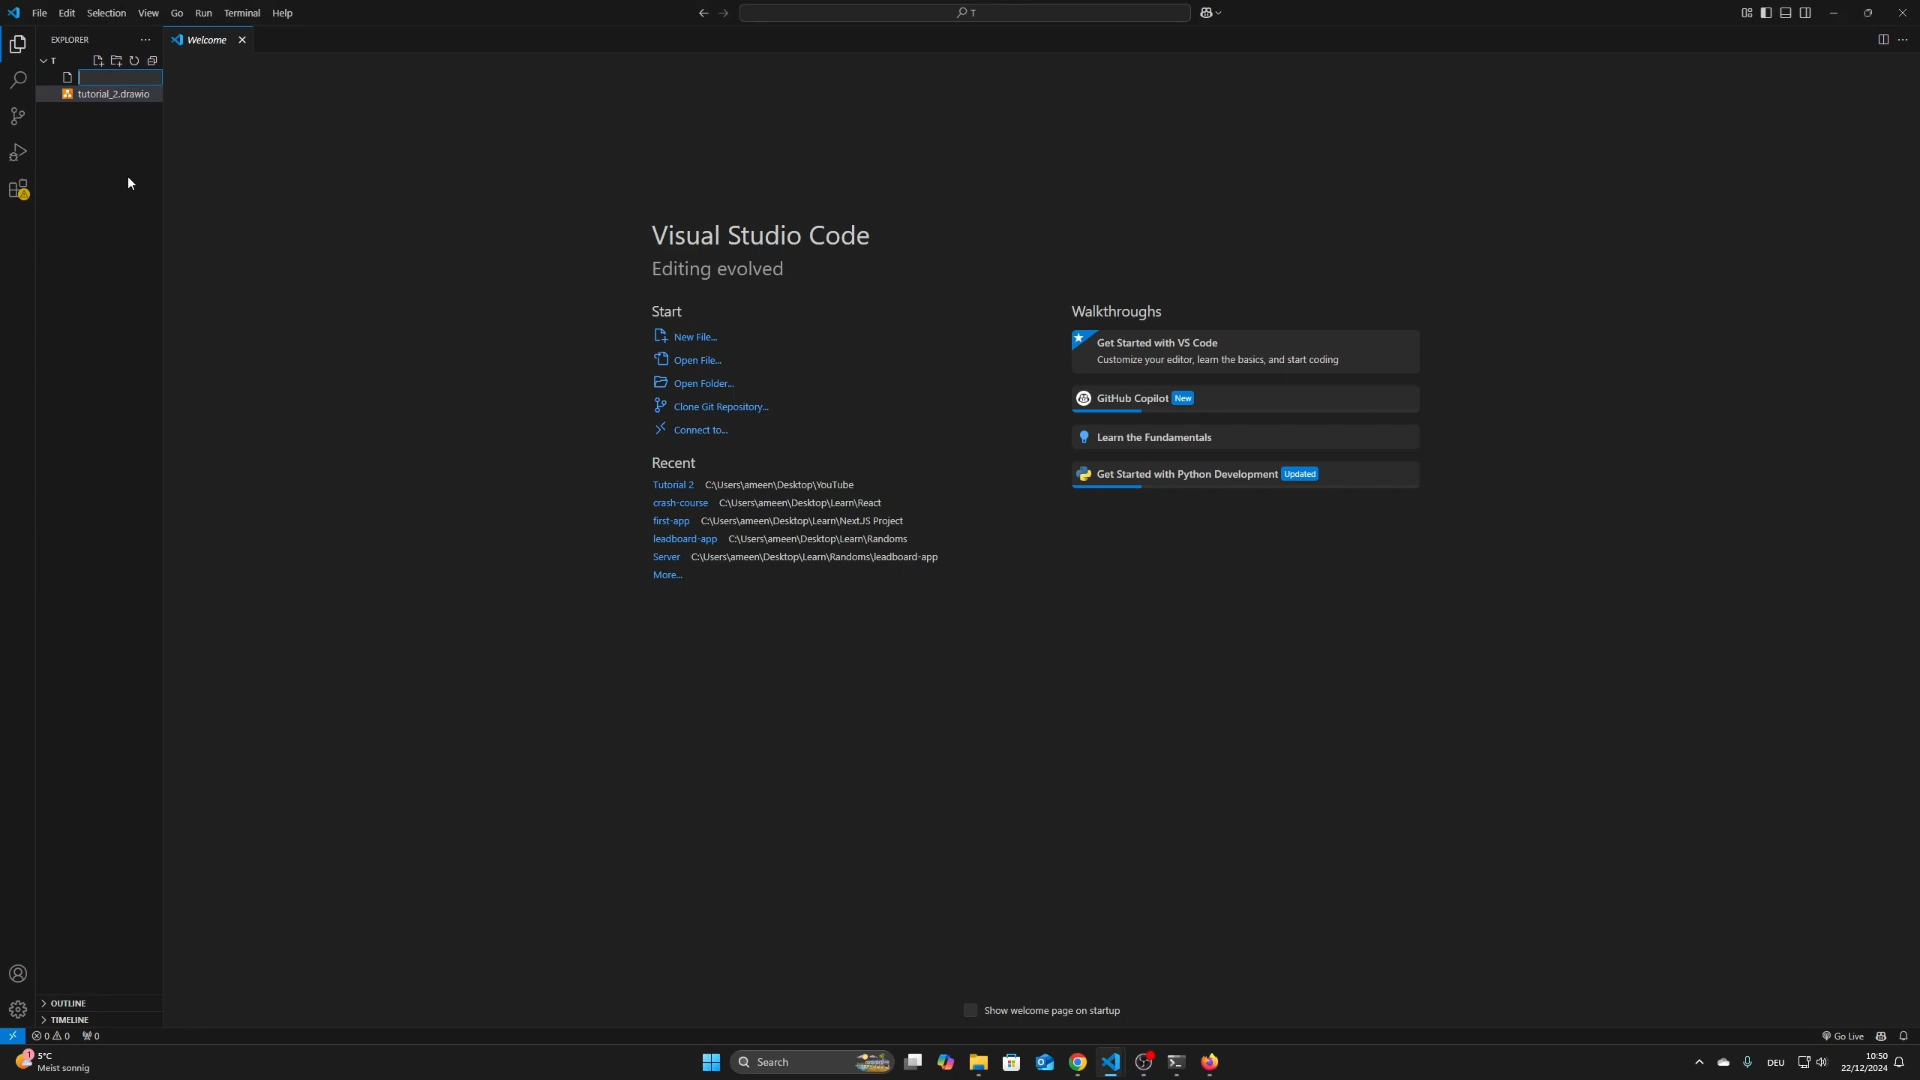 File Edit Selection View Go Run Terminal Help
T
EXPLORER
Welcome
T
tutorial_2.drawio
Visual Studio Code
Editing evolved
Start
New File...
Open File...
Open Folder...
Clone Git Repository...
Connect to...
Recent
Tutorial 2 C:\Users\ameen\Desktop\YouTube
crash-course C:\Users\ameen\Desktop\Learn\React
first-app C:\Users\ameen\Desktop\Learn\NextJS Project
leadboard-app C:\Users\ameen\Desktop\Learn\Randoms
Server C:\Users\ameen\Desktop\Learn\Randoms\leadboard-app
More...
Walkthroughs
Get Started with VS Code
Customize your editor, learn the basics, and start coding
GitHub Copilot New
Learn the Fundamentals
Get Started with Python Development Updated
Show welcome page on startup
OUTLINE
TIMELINE
0 0 0
Go Live
1
5°C
Meist sonnig
Search
DEU
10:50
22/12/2024